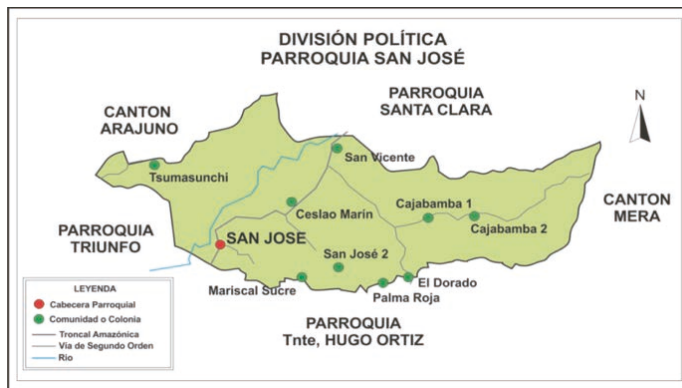 DIVISIÓN POLÍTICA
PARROQUIA SAN JOSÉ
PARROQUIA
SANTA CLARA
N
CANTON
ARAJUNO
San Vicente
Tsumasunchi
CANTON
MERA
Ceslao Marín
Cajabamba 1
Cajabamba 2
PARROQUIA
TRIUNFO
SAN JOSE
San José 2
El Dorado
Mariscal Sucre
Palma Roja
PARROQUIA
Tnte, HUGO ORTIZ
LEYENDA
Cabecera Parroquial
Comunidad o Colonia
Troncal Amazónica
Via de Segundo Orden
Rio